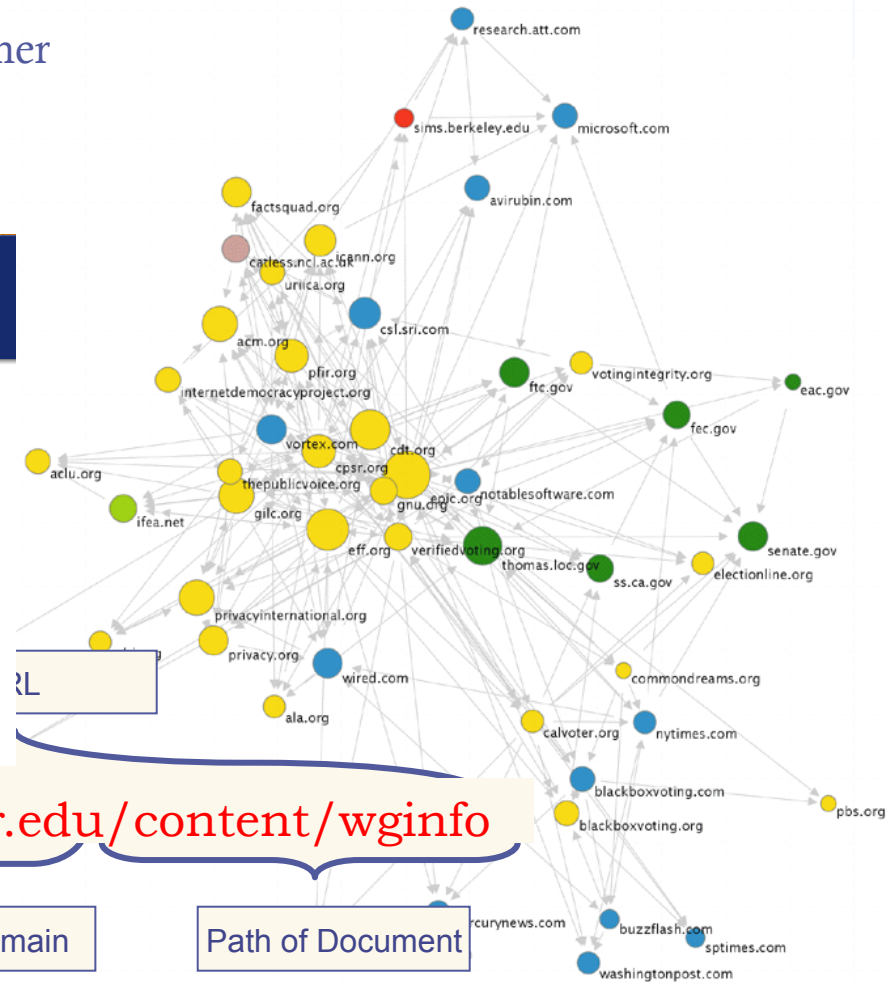 ner
research.att.com
sims.berkeley.edu
microsoft.com
avirubin.com
factsquad.org
icann.org
catless.ncl.ac.uk
uriica.org
csl.sri.com
acm.org
pfir.org
votingintegrity.org
ftc.gov
eac.gov
internetdemocracyproject.org
fec.gov
vortex.com
cdt.org
cpsr.org
aclu.org
thepublicvoice.org
epic.org
notablesoftware.com
gnu.org
gilc.org
ifea.net
eff.org
verifiedvoting.org
senate.gov
thomas.loc.gov
ss.ca.gov
electionline.org
privacyinternational.org
privacy.org
RL
wired.com
commondreams.org
ala.org
calvoter.org
nytimes.com
blackboxvoting.com
pbs.org
r.edu/content/wginfo
blackboxvoting.org
main
Path of Document
rcurynews.com
buzzflash.com
sptimes.com
washingtonpost.com